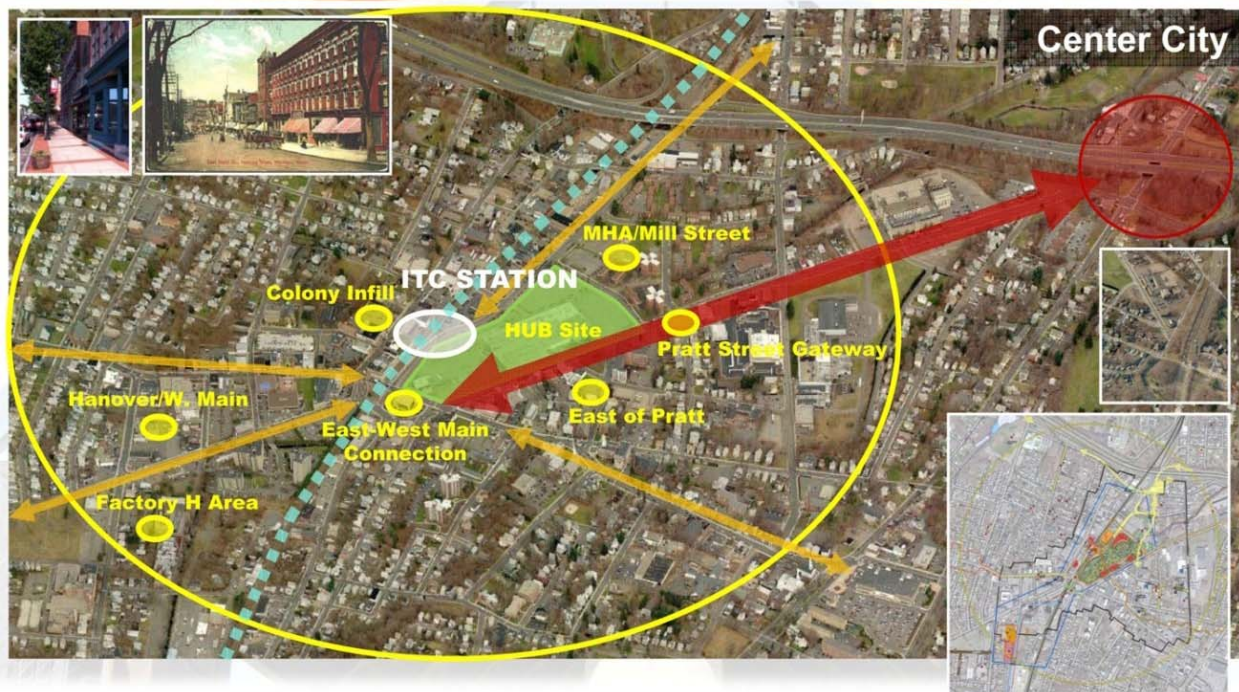 Center City
MHA/Mill Street
ITC STATION
Colony Infill
HUB Site
Pratt Street Gateway
Hanover/W. Main
East of Pratt
East-West Main
Connection
Factory H Area